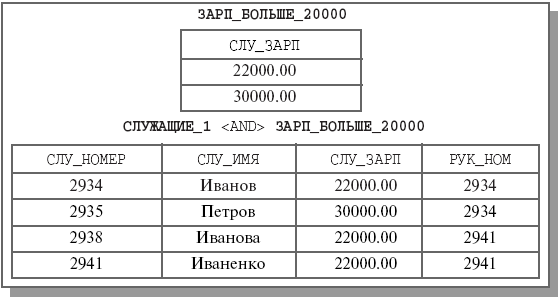 ЗАРП_БОЛЬШЕ_20000
СЛУ_ЗАРП
22000.00
30000.00
СЛУЖАЩИЕ_1 <AND> ЗАРП_БОЛЬШЕ_20000
СЛУ_НОМЕР СЛУ_ИМЯ СЛУ_ЗАРП РУК_НОМ
2934 Иванов 22000.00 2934
2935 Петров 30000.00 2934
2938 Иванова 22000.00 2941
2941 Иваненко 22000.00 2941